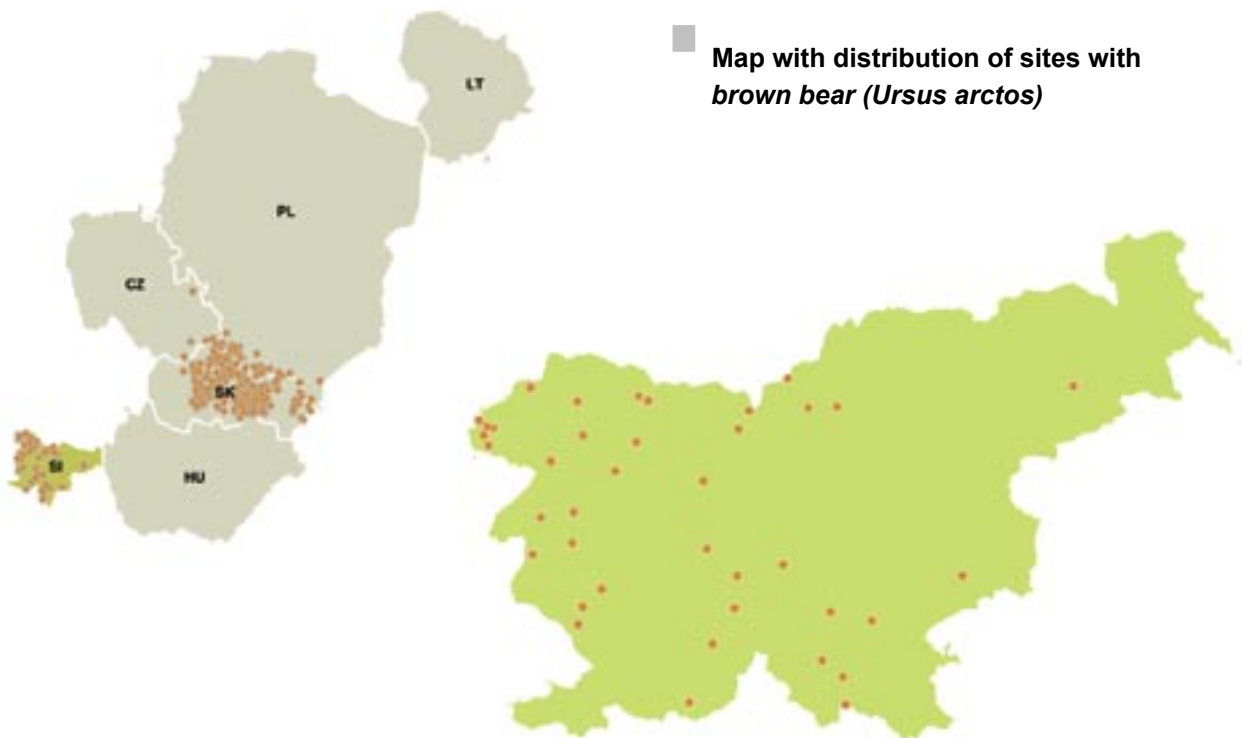 Map with distribution of sites with
brown bear (Ursus arctos)
LT
PL
CZ
SK
SI
HU